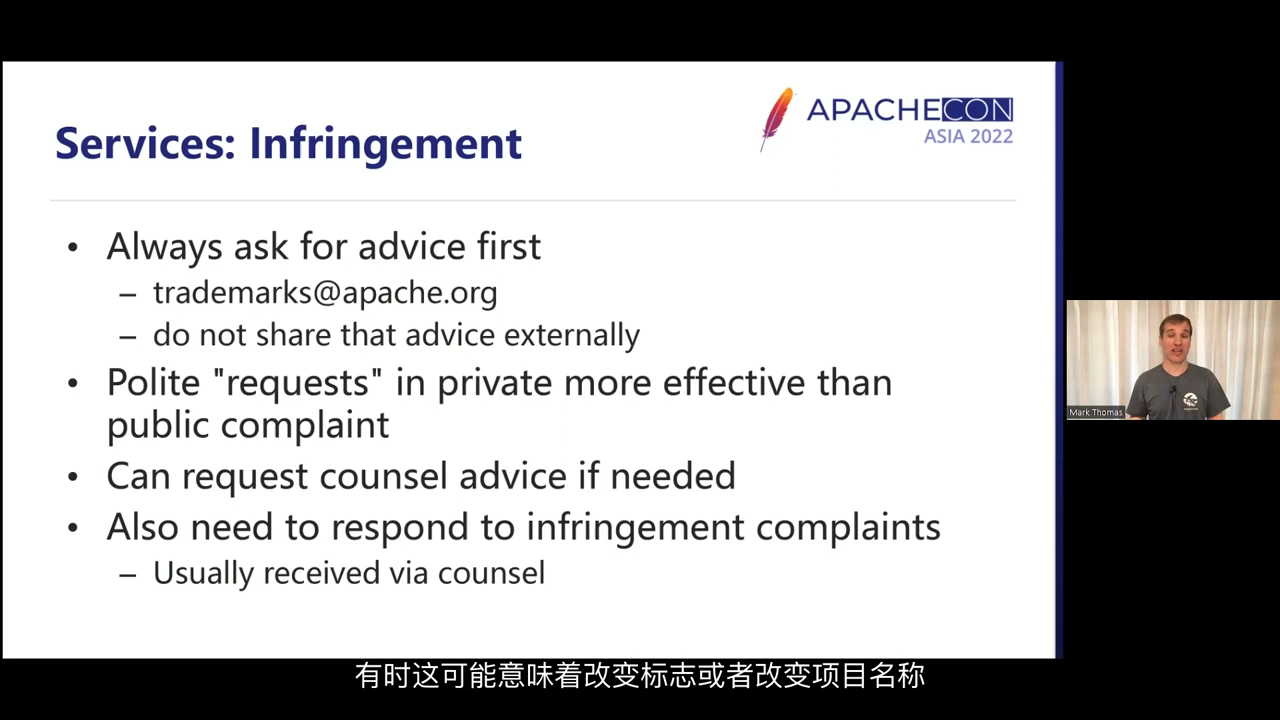 APACHECON
ASIA 2022
Services: Infringement
• Always ask for advice first
– trademarks@apache.org
– do not share that advice externally
• Polite "requests" in private more effective than
public complaint
• Can request counsel advice if needed
• Also need to respond to infringement complaints
– Usually received via counsel
Mark Thomas
有时这可能意味着改变标志或者改变项目名称